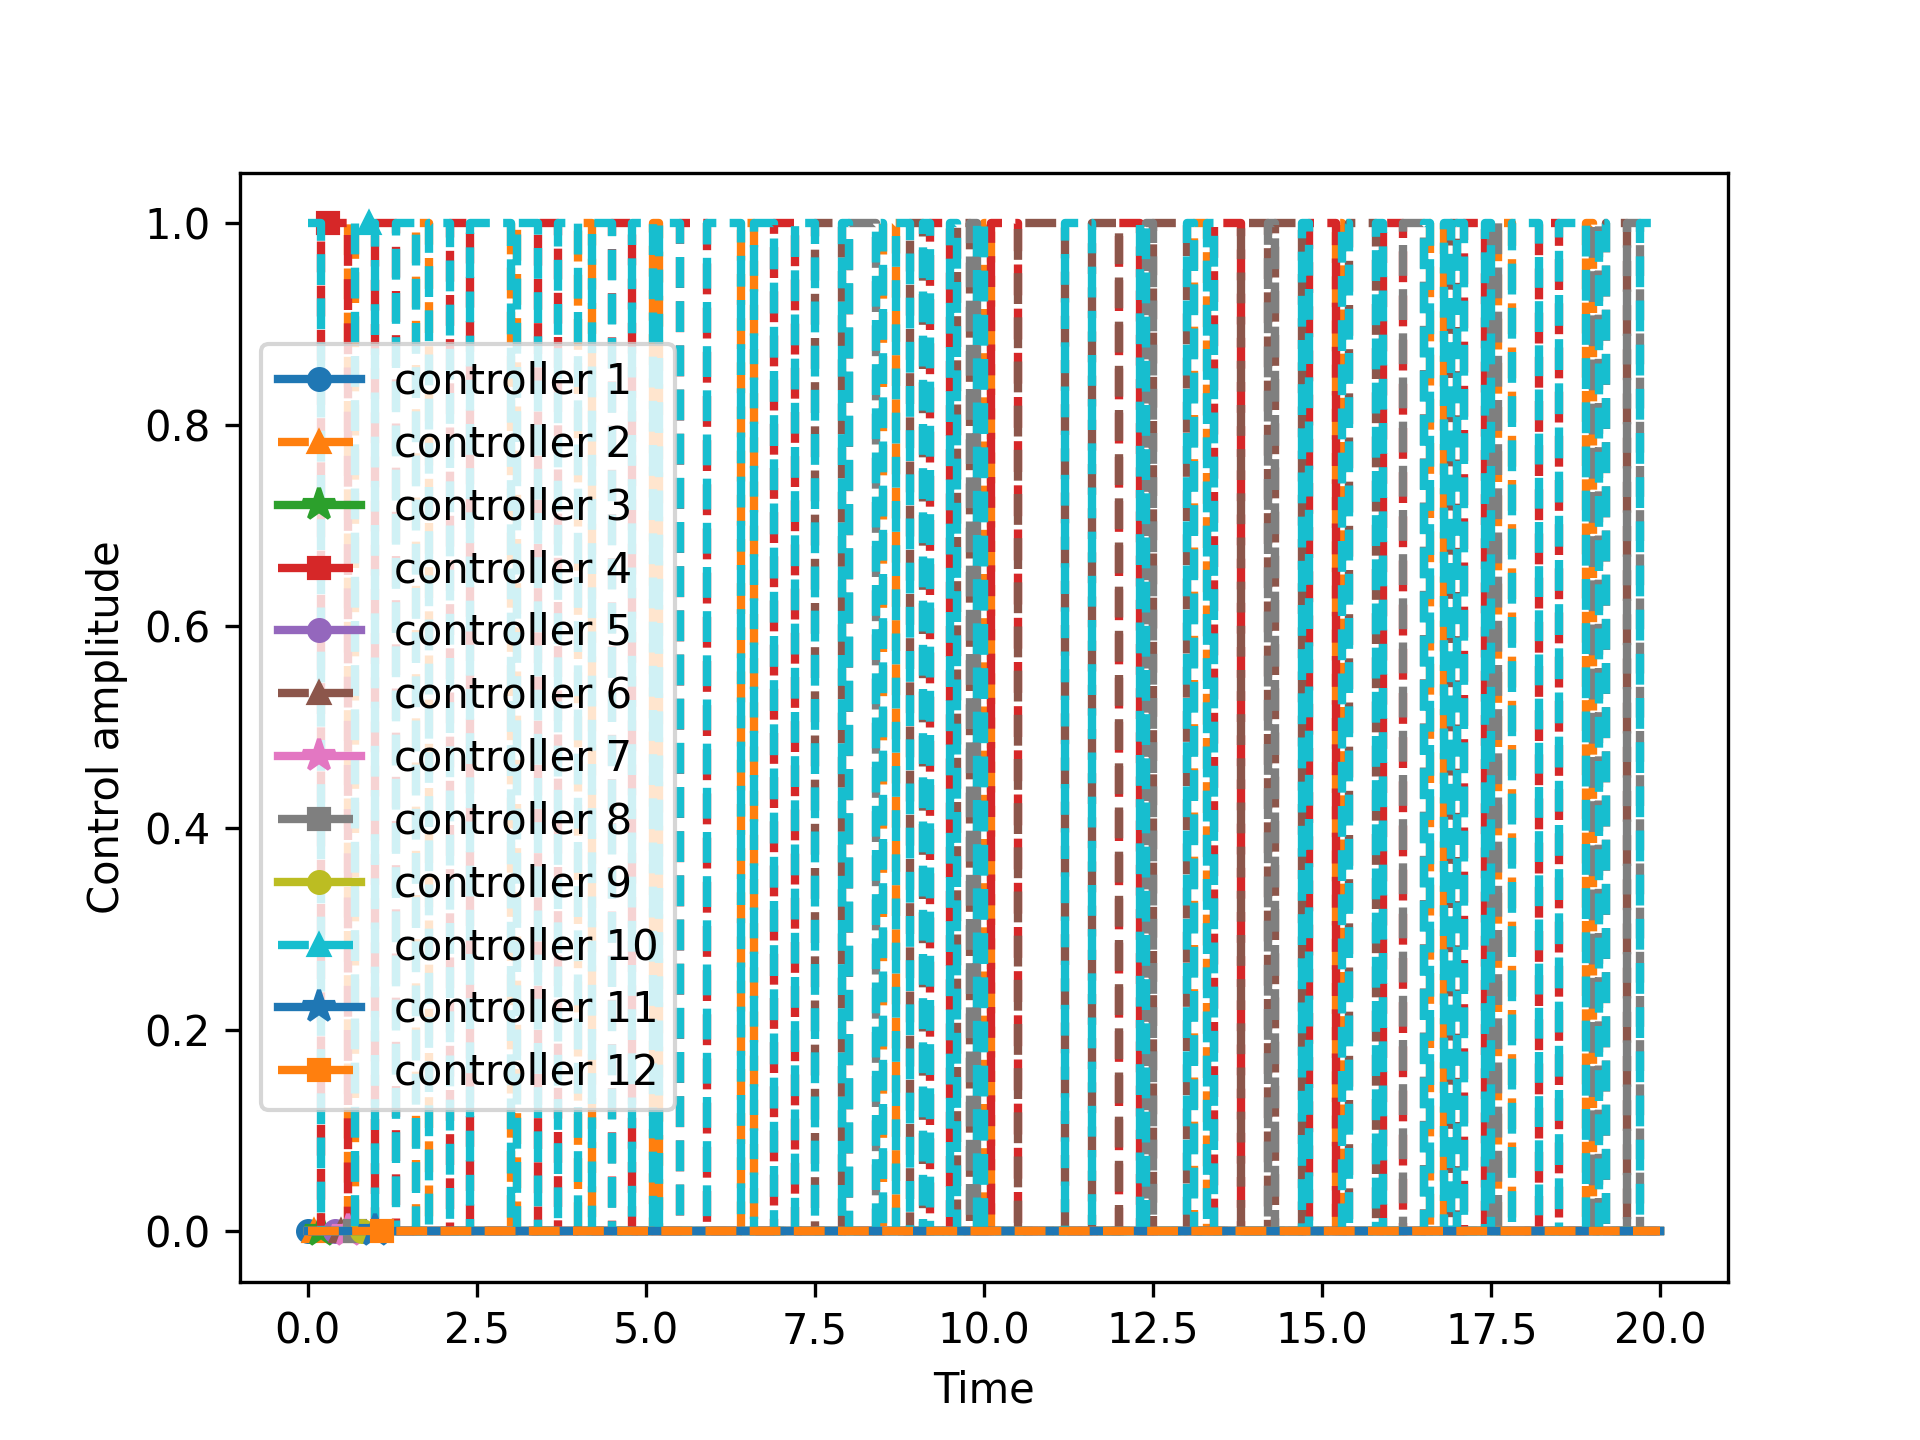 1.0
0.8
0.6
0.4
0.2
0.0
Control amplitude
controller 1
controller 2
controller 3
controller 4
controller 5
controller 6
controller 7
controller 8
controller 9
controller 10
controller 11
controller 12
0.0 2.5 5.0 7.5 10.0 12.5 15.0 17.5 20.0
Time